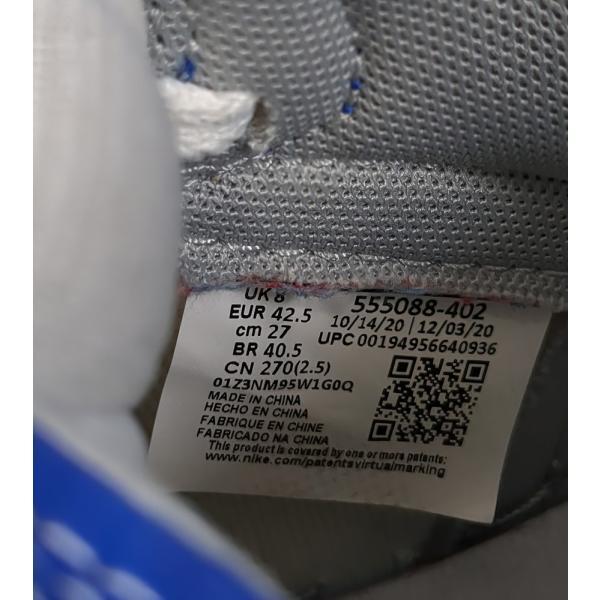 UK 8
EUR 42.5
cm 27
BR 40.5
CN 270(2.5)
01Z3NM95W1G0Q
555088-402
10/14/20 | 12/03/20
UPC 00194956640936
MADE IN CHINA
HECHO EN CHINA
FABRIQUE EN CHINE
FABRICADO NA CHINA
This product is covered by one or more patents:
www.nike.com/patentsvirtualmarking